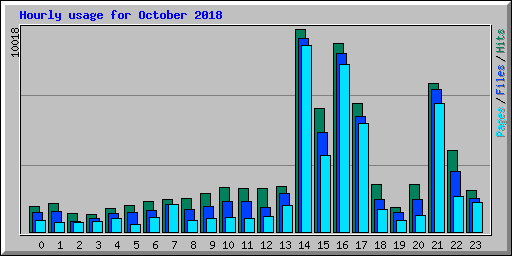 Hourly usage for October 2018
10018
Pages/Files/Hits
0 1 2 3 4 5 6 7 8 9 10 11 12 13 14 15 16 17 18 19 20 21 22 23